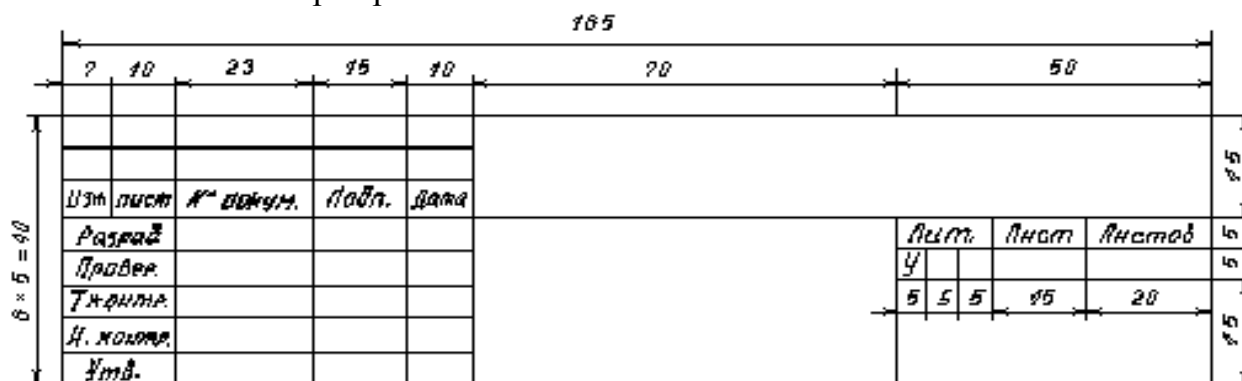 185
7 10 23 15 10 70 50
Изм лист № докум. Подп. Дата
15
Разраб Лит. Лист Листов 5
Провер. У 5
8 × 5 = 40
Т.контр. 5 5 5 15 20
Н. контр. 15
Утв.